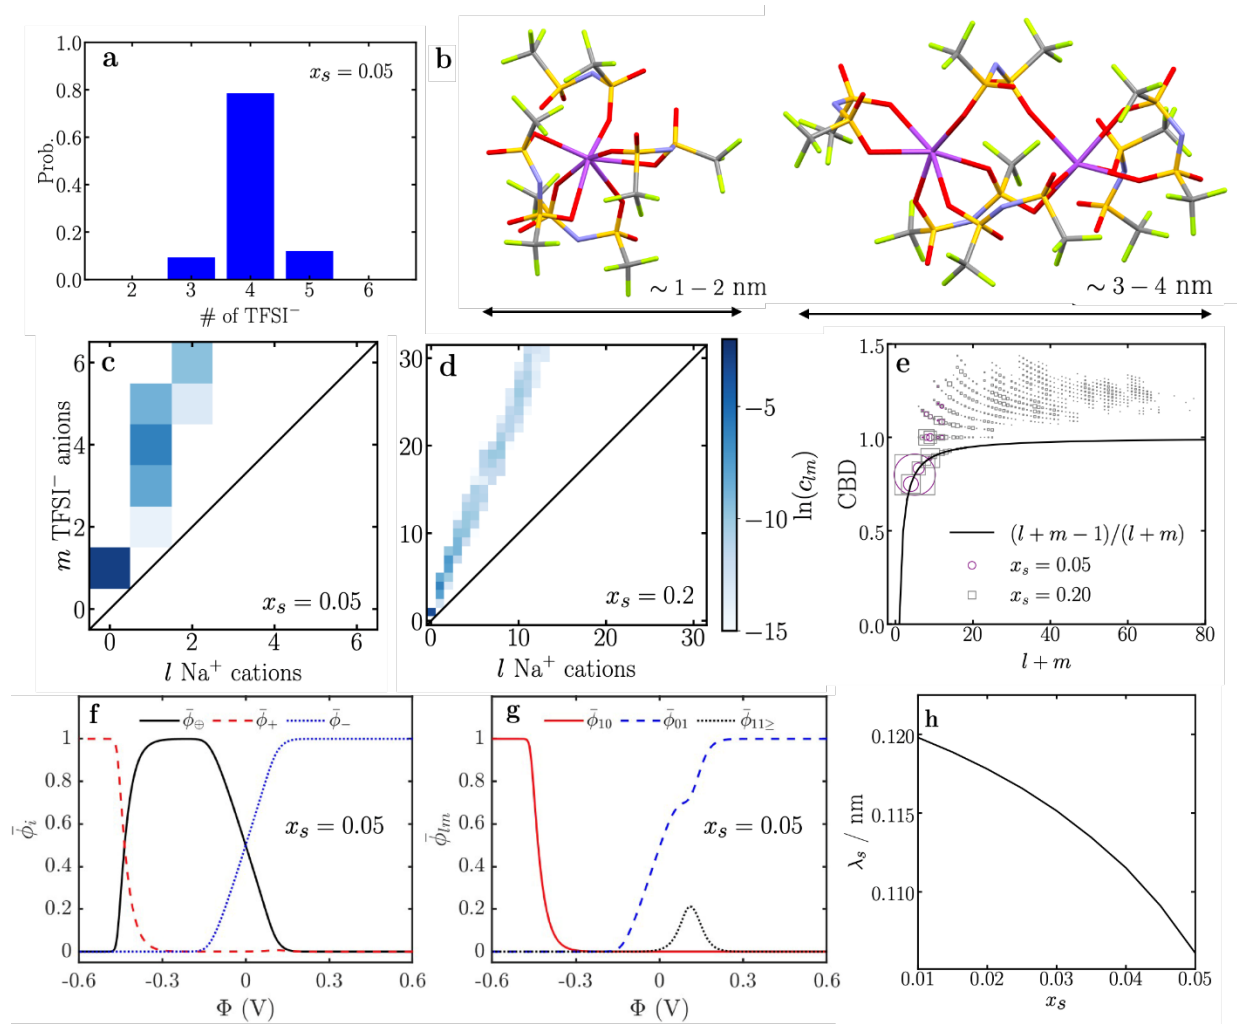 a
x_s = 0.05
1.0
0.8
0.6
0.4
0.2
0.0
Prob.
2 3 4 5 6
# of TFSI⁻
b
~ 1 − 2 nm
~ 3 − 4 nm
c
6
4
2
0
m TFSI⁻ anions
x_s = 0.05
0 2 4 6
l Na⁺ cations
d
30
20
10
0
x_s = 0.2
0 10 20 30
l Na⁺ cations
−5
−10
−15
ln(c_{lm})
e
1.5
1.0
0.5
0.0
CBD
(l + m − 1)/(l + m)
x_s = 0.05
x_s = 0.20
0 20 40 60 80
l + m
f
ϕ̄_⊕ ϕ̄_+ ϕ̄_−
1
0.8
0.6
0.4
0.2
0
ϕ̄_i
x_s = 0.05
-0.6 -0.3 0 0.3 0.6
Φ (V)
g
ϕ̄_{10} ϕ̄_{01} ϕ̄_{11≥}
1
0.8
0.6
0.4
0.2
0
ϕ̄_{lm}
x_s = 0.05
-0.6 -0.3 0 0.3 0.6
Φ (V)
h
0.120
0.115
0.110
λ_s / nm
0.01 0.02 0.03 0.04 0.05
x_s